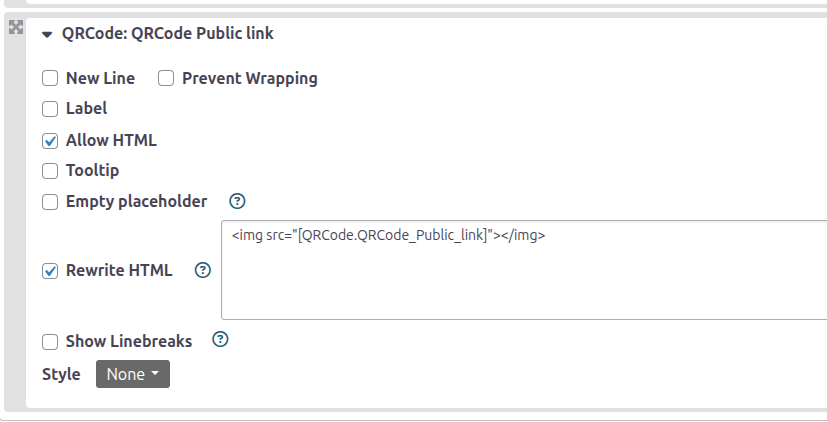 QRCode: QRCode Public link
New Line Prevent Wrapping
Label
Allow HTML
Tooltip
Empty placeholder ?
<img src="[QRCode.QRCode_Public_link]"></img>
Rewrite HTML ?
Show Linebreaks ?
Style None